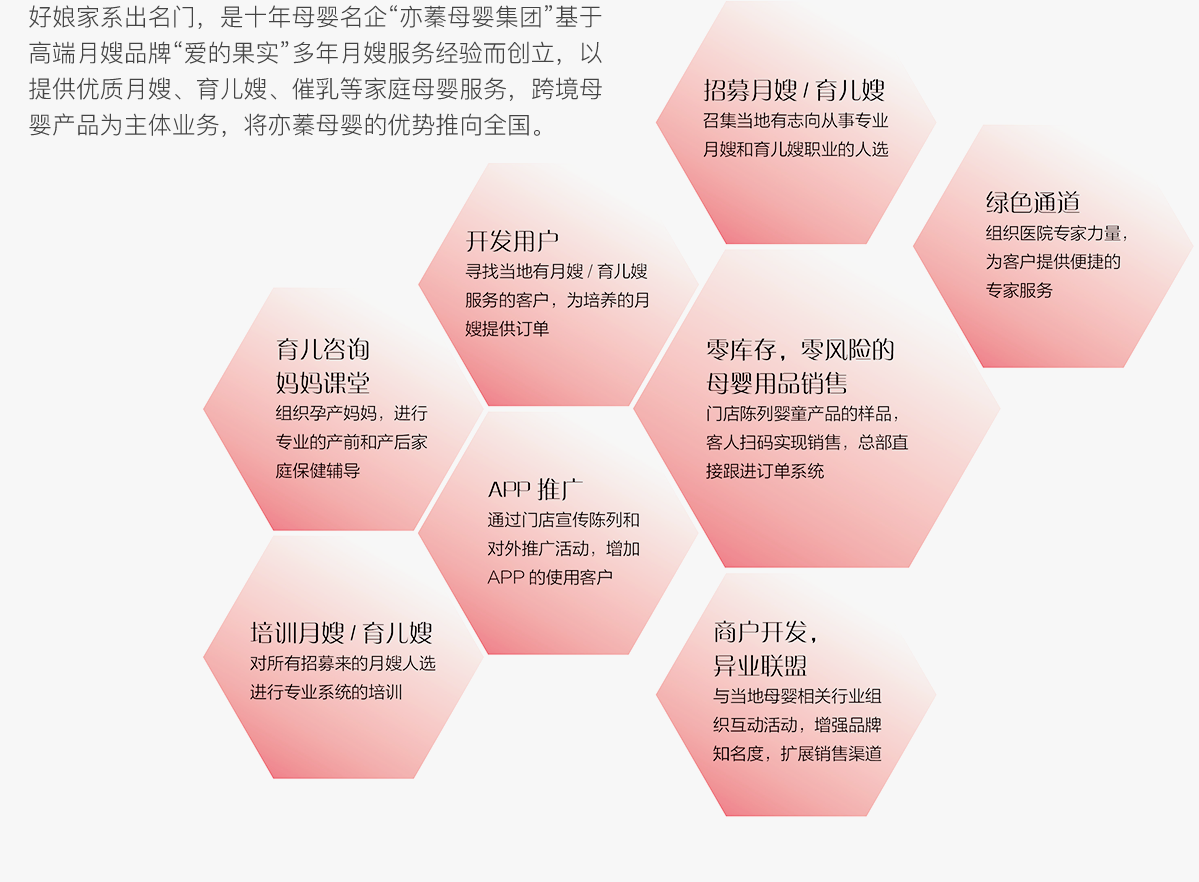 好娘家系出名门，是十年母婴名企“亦蓁母婴集团”基于
高端月嫂品牌“爱的果实”多年月嫂服务经验而创立，以
提供优质月嫂、育儿嫂、催乳等家庭母婴服务，跨境母
婴产品为主体业务，将亦蓁母婴的优势推向全国。
招募月嫂 / 育儿嫂
召集当地有志向从事专业
月嫂和育儿嫂职业的人选
绿色通道
组织医院专家力量，
为客户提供便捷的
专家服务
开发用户
寻找当地有月嫂 / 育儿嫂
服务的客户，为培养的月
嫂提供订单
零库存，零风险的
母婴用品销售
门店陈列婴童产品的样品，
客人扫码实现销售，总部直
接跟进订单系统
育儿咨询
妈妈课堂
组织孕产妈妈，进行
专业的产前和产后家
庭保健辅导
APP 推广
通过门店宣传陈列和
对外推广活动，增加
APP 的使用客户
培训月嫂 / 育儿嫂
对所有招募来的月嫂人选
进行专业系统的培训
商户开发，
异业联盟
与当地母婴相关行业组
织互动活动，增强品牌
知名度，扩展销售渠道